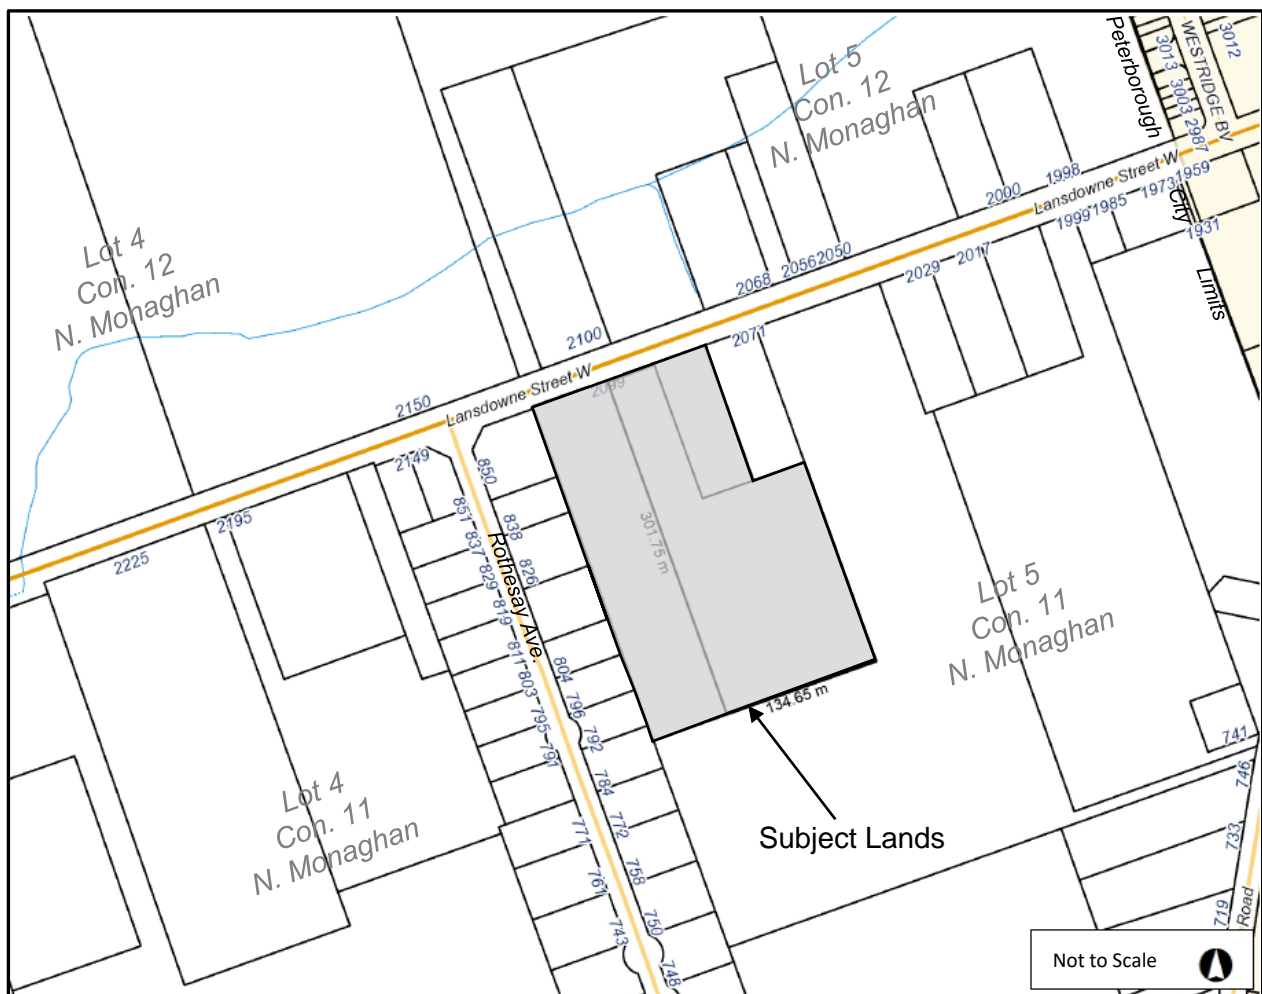 Lot 5
Con. 12
N. Monaghan
Peterborough
City
Limits
WESTRIDGE BV
3012
3013
3003
2987
Lot 4
Con. 12
N. Monaghan
1998
2000
Lansdowne Street W
1959
1973
1985
1999
1931
2017
2029
2050
2056
2068
2071
2100
Lansdowne Street W
2099
2150
2149
2195
2225
850
851
838
837
826
829
819
Rothesay Ave.
811
804
803
796
795
792
791
784
772
771
758
761
750
743
748
301.75 m
134.65 m
Lot 5
Con. 11
N. Monaghan
Lot 4
Con. 11
N. Monaghan
Subject Lands
741
746
733
719
Road
Not to Scale